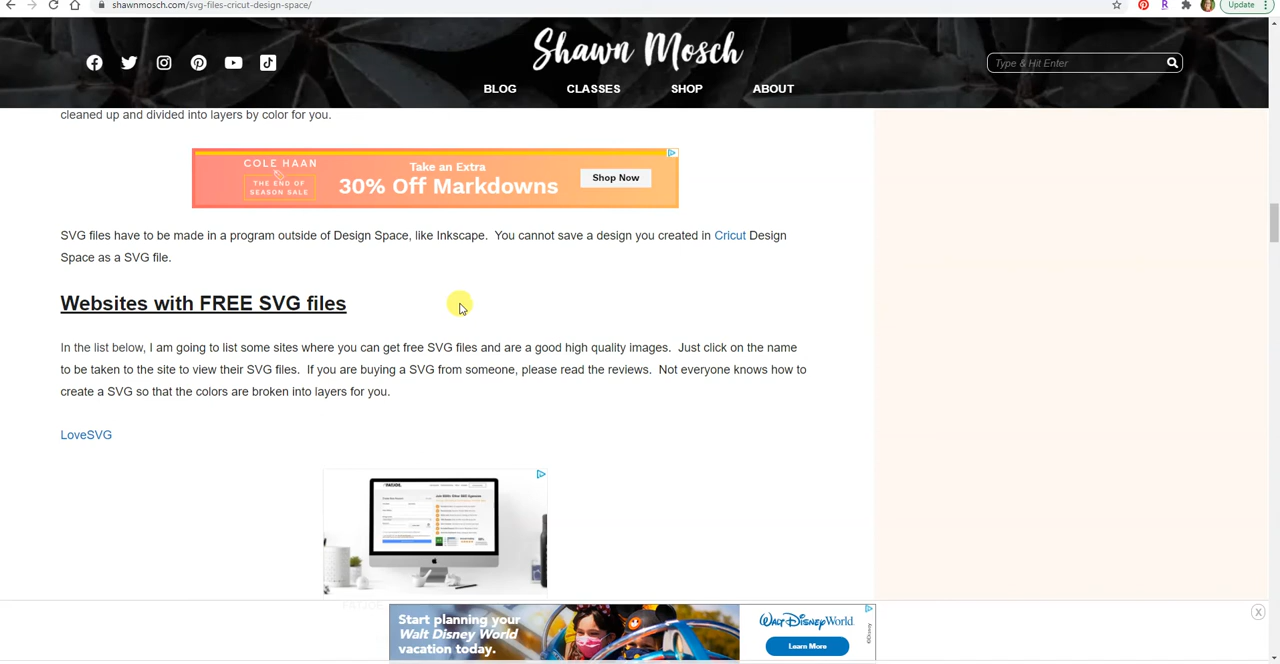 shawnmosch.com/svg-files-cricut-design-space/
Update
Shawn Mosch
Type & Hit Enter
BLOG CLASSES SHOP ABOUT
cleaned up and divided into layers by color for you.
COLE HAAN
THE END OF
SEASON SALE
Take an Extra
30% Off Markdowns
Shop Now
SVG files have to be made in a program outside of Design Space, like Inkscape. You cannot save a design you created in Cricut Design
Space as a SVG file.
Websites with FREE SVG files
In the list below, I am going to list some sites where you can get free SVG files and are a good high quality images. Just click on the name
to be taken to the site to view their SVG files. If you are buying a SVG from someone, please read the reviews. Not everyone knows how to
create a SVG so that the colors are broken into layers for you.
LoveSVG
Start planning your
Walt Disney World
vacation today.
Walt Disney World
Learn More
©Disney